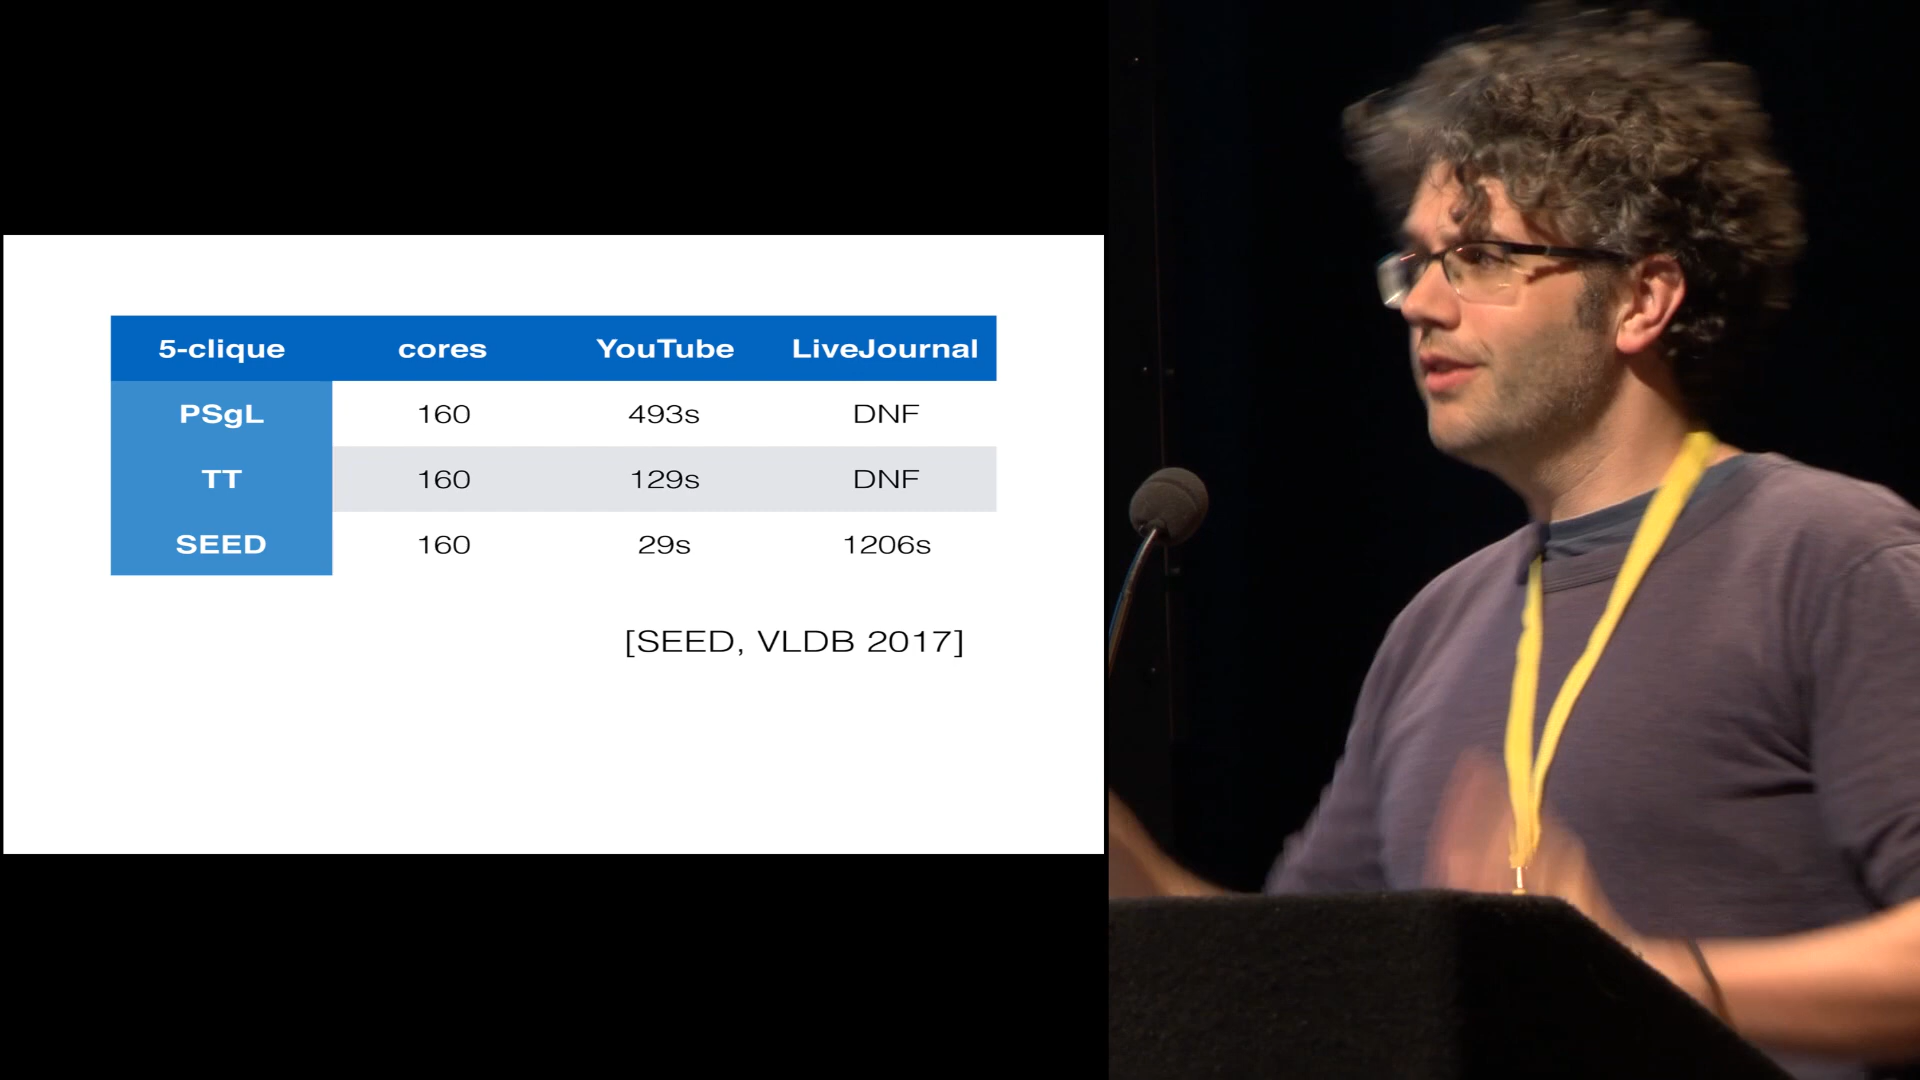 5-clique cores YouTube LiveJournal
PSgL 160 493s DNF
TT 160 129s DNF
SEED 160 29s 1206s
[SEED, VLDB 2017]